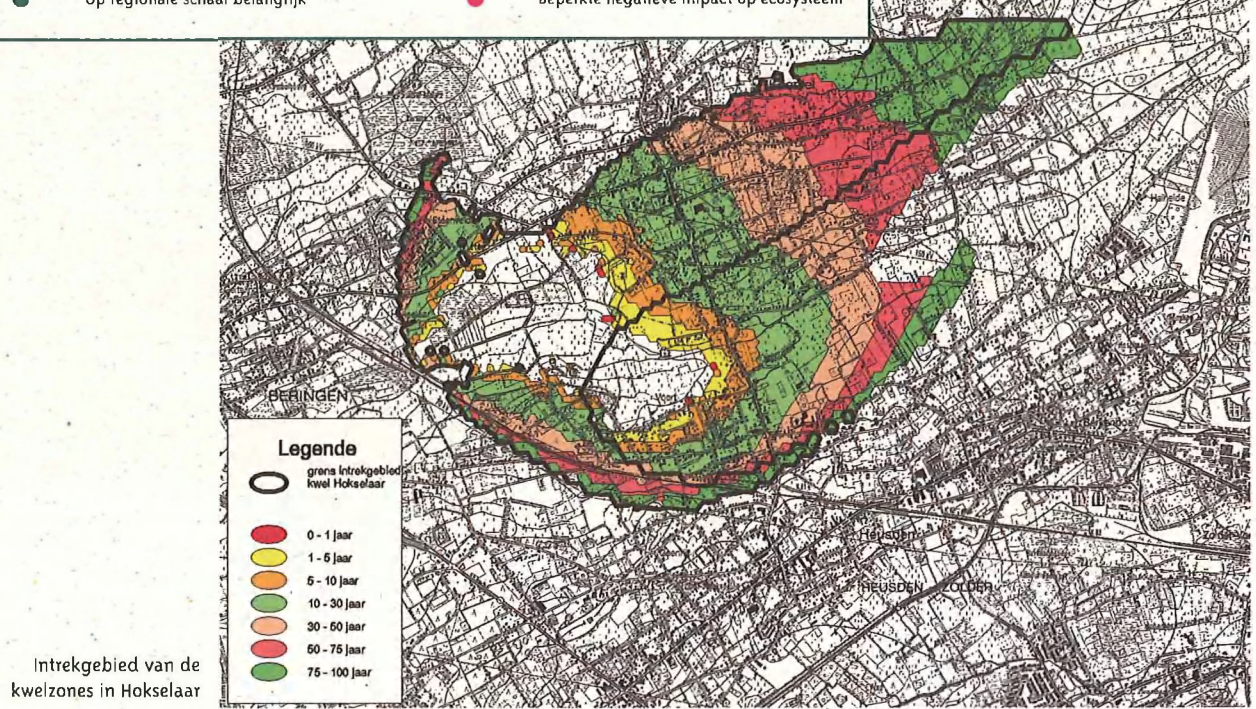 op regionale schaal belangrijk
Beperkte negatieve impact op ecosysteem
BERINGEN
Legende
grens Intrekgebied
kwel Hokselaar
0 - 1 jaar
1 - 5 jaar
5 - 10 jaar
10 - 30 jaar
30 - 50 jaar
50 - 75 jaar
75 - 100 jaar
Heusden
HEUSDEN ZOLDER
Intrekgebied van de
kwelzones in Hokselaar